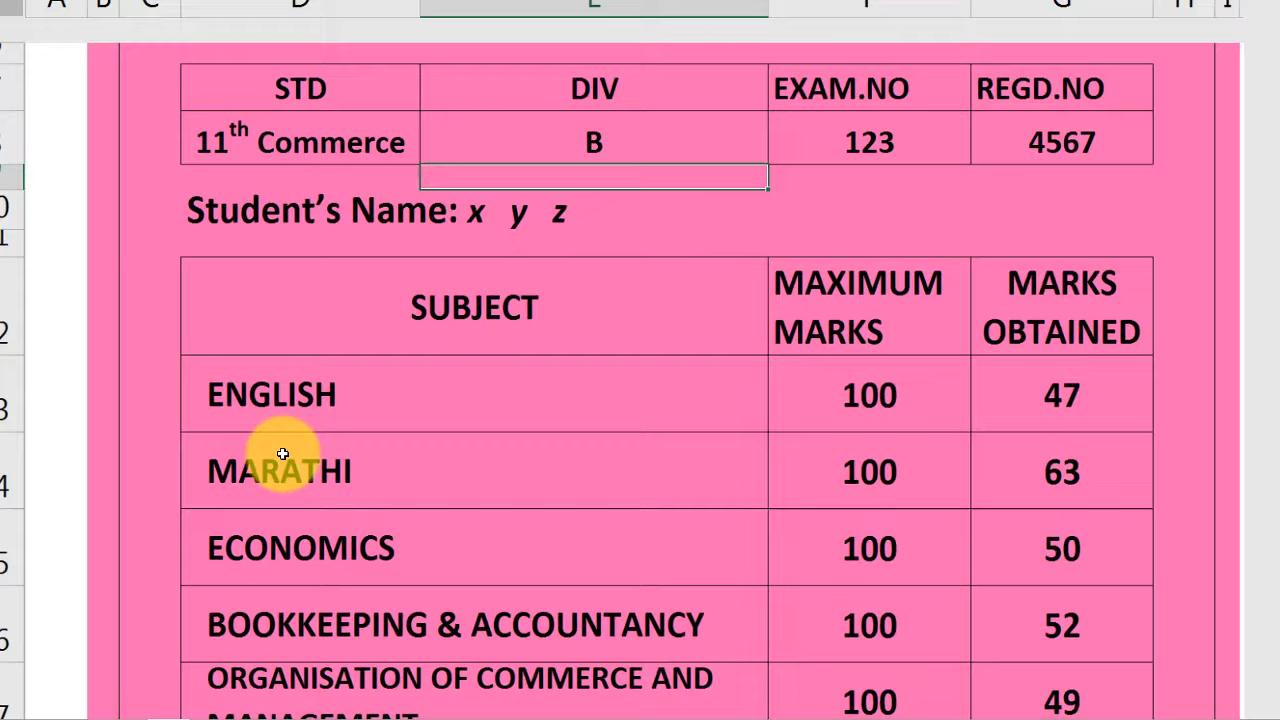 STD DIV EXAM.NO REGD.NO
11th Commerce B 123 4567
Student’s Name: x y z
SUBJECT MAXIMUM MARKS MARKS OBTAINED
ENGLISH 100 47
MARATHI 100 63
ECONOMICS 100 50
BOOKKEEPING & ACCOUNTANCY 100 52
ORGANISATION OF COMMERCE AND
MANAGEMENT 100 49